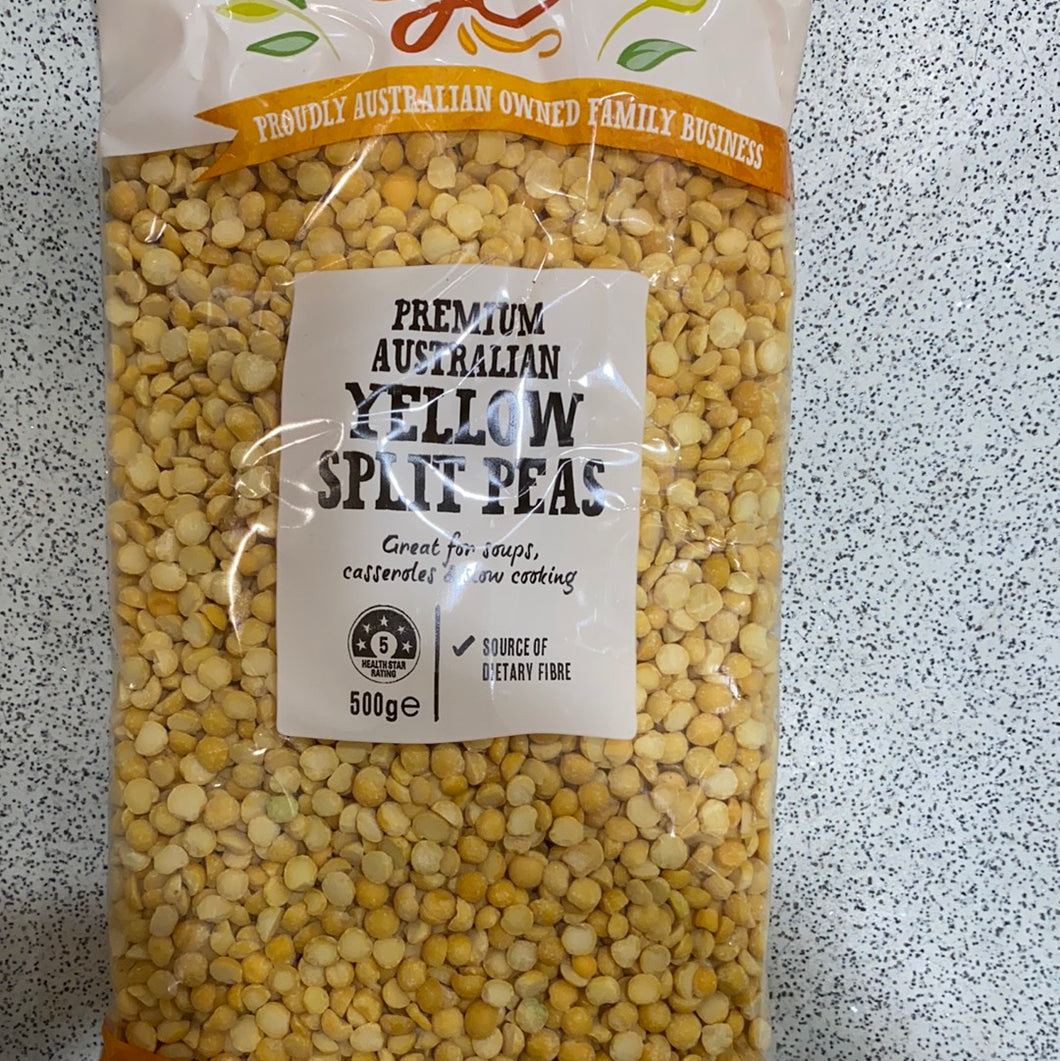 PROUDLY AUSTRALIAN OWNED FAMILY BUSINESS
PREMIUM
AUSTRALIAN
YELLOW
SPLIT PEAS
Great for soups,
casseroles & slow cooking
5
HEALTH STAR
RATING
500g℮
✓ SOURCE OF
DIETARY FIBRE